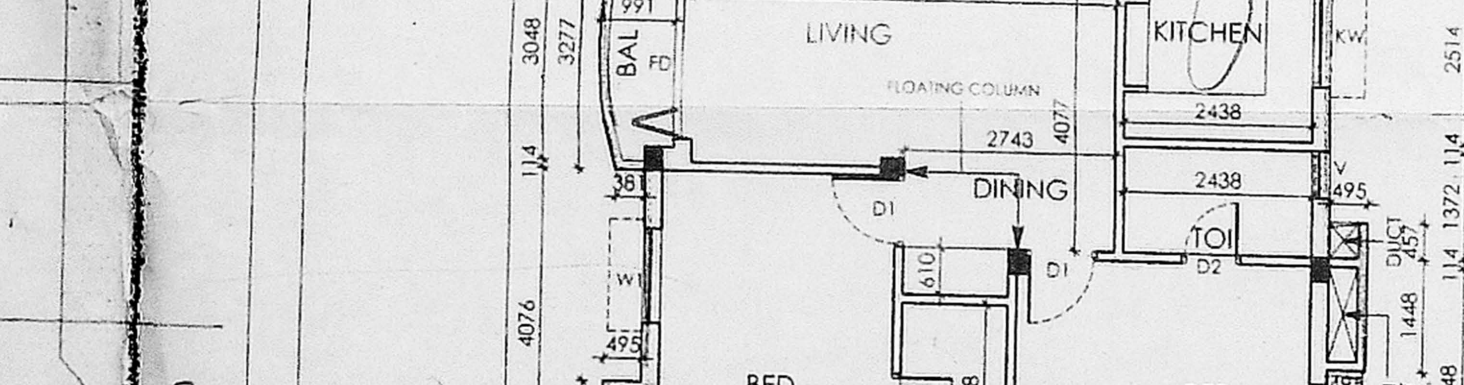 991
LIVING
KITCHEN
KW
3048
3277
BAL
FD
2514
FLOATING COLUMN
4077
2438
2743
114
114
V
381
DINING
2438
495
1372
D1
TOI
DUCT
457
610
D1
D2
114
W1
4076
1448
495
BED